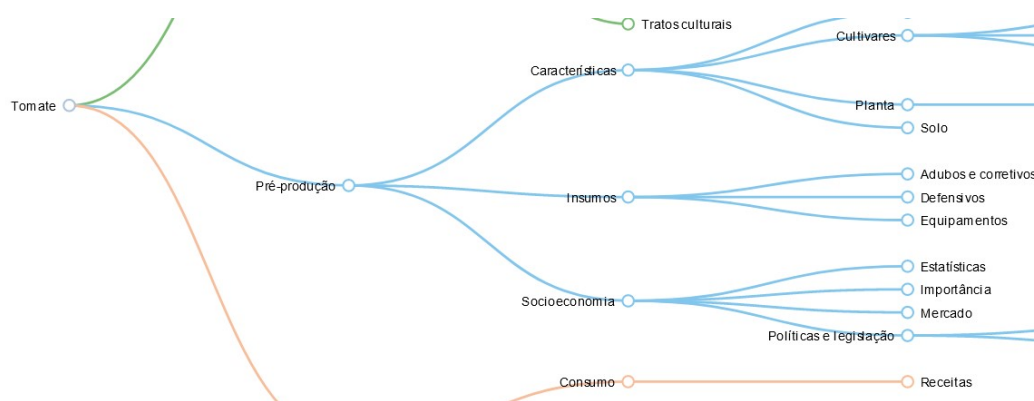 Tratos culturais
Cultivares
Características
Tomate
Planta
Solo
Adubos e corretivos
Pré-produção
Insumos
Defensivos
Equipamentos
Estatísticas
Importância
Socioeconomia
Mercado
Políticas e legislação
Consumo
Receitas